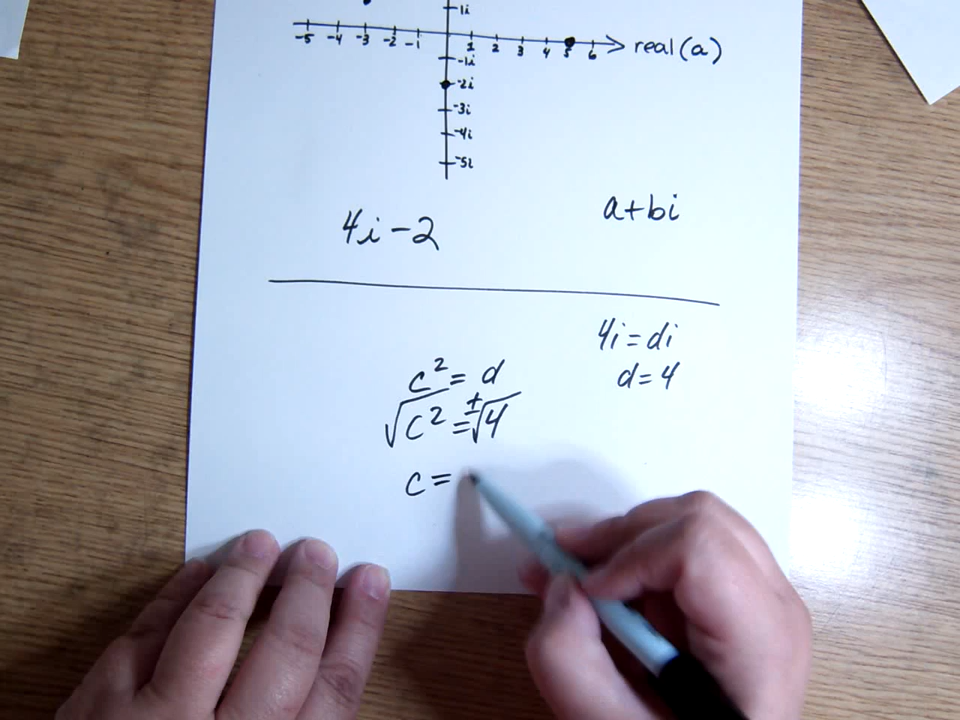 1i
-5 -4 -3 -2 -1 1 2 3 4 5 6 real(a)
-1i
-2i
-3i
-4i
-5i
4i-2
a+bi
4i=di
d=4
c²=d
√c²=±√4
c=